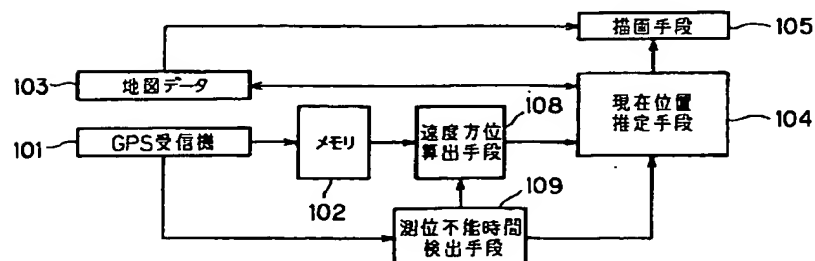 描画手段
105
103
地図データ
108
現在位置
推定手段
104
101
GPS受信機
メモリ
速度方位
算出手段
102
109
測位不能時間
検出手段